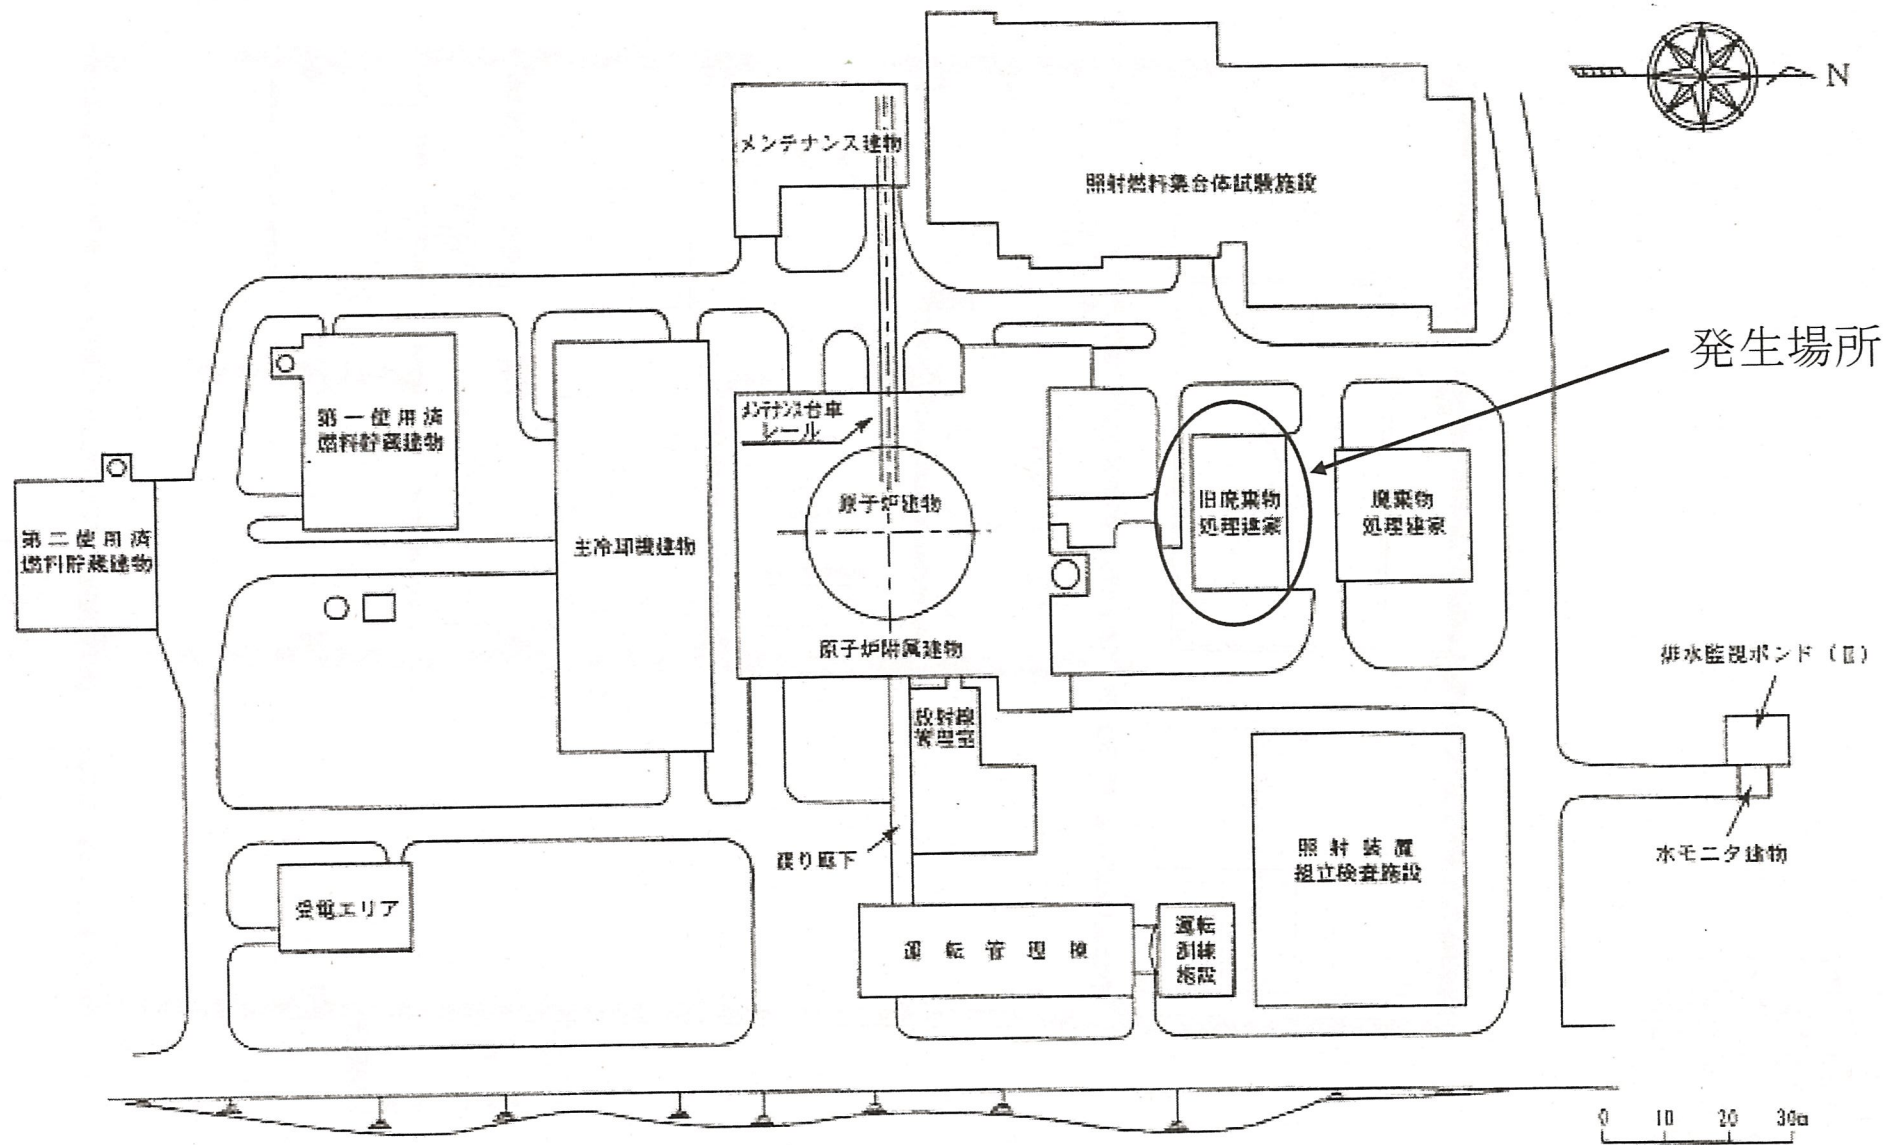 N
メンテナンス建物
照射燃料集合体試験施設
発生場所
メンテナンス台車
レール
第一使用済
燃料貯蔵建物
第二使用済
燃料貯蔵建物
主冷却機建物
原子炉建物
原子炉附属建物
旧廃棄物
処理建家
廃棄物
処理建家
排水監視ポンド（Ⅱ）
放射線
管理室
渡り廊下
水モニタ建物
照射装置
組立検査施設
受電エリア
運転管理棟
運転
訓練
施設
0 10 20 30m